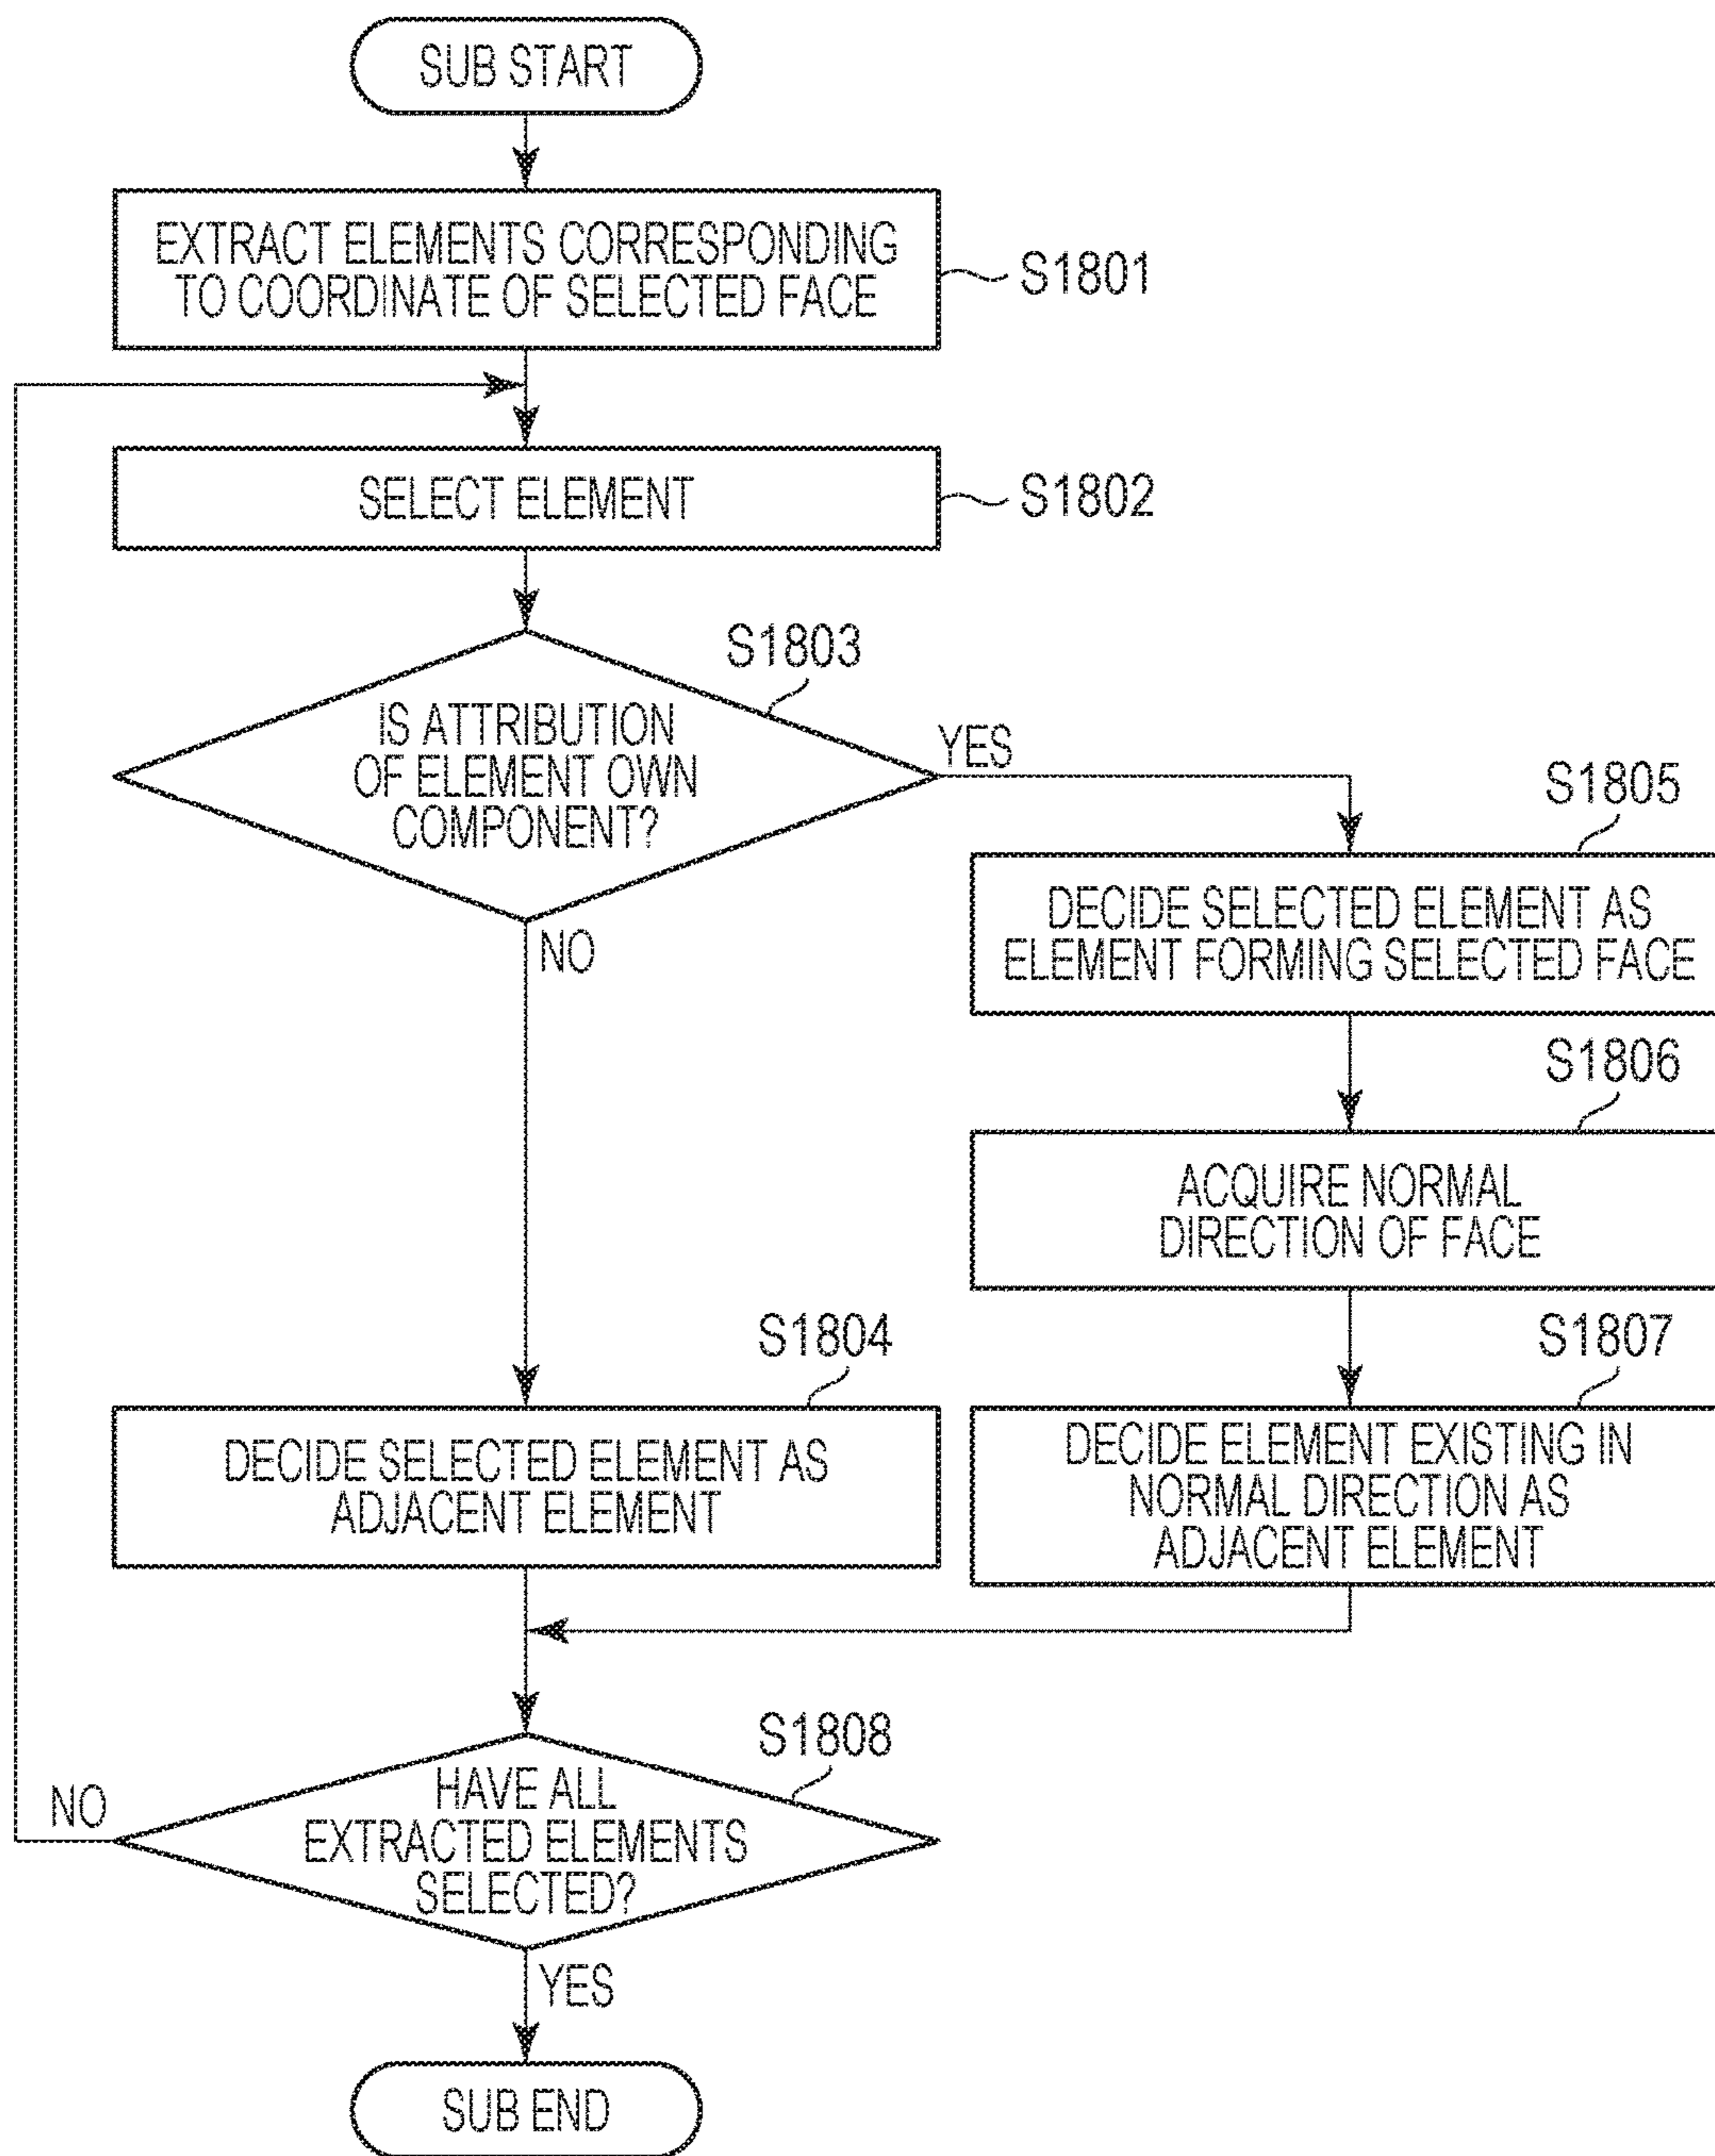 SUB START
EXTRACT ELEMENTS CORRESPONDING
TO COORDINATE OF SELECTED FACE
S1801
SELECT ELEMENT
S1802
S1803
IS ATTRIBUTION
OF ELEMENT OWN
COMPONENT?
YES
NO
S1805
DECIDE SELECTED ELEMENT AS
ELEMENT FORMING SELECTED FACE
S1806
ACQUIRE NORMAL
DIRECTION OF FACE
S1804
DECIDE SELECTED ELEMENT AS
ADJACENT ELEMENT
S1807
DECIDE ELEMENT EXISTING IN
NORMAL DIRECTION AS
ADJACENT ELEMENT
S1808
HAVE ALL
EXTRACTED ELEMENTS
SELECTED?
NO
YES
SUB END